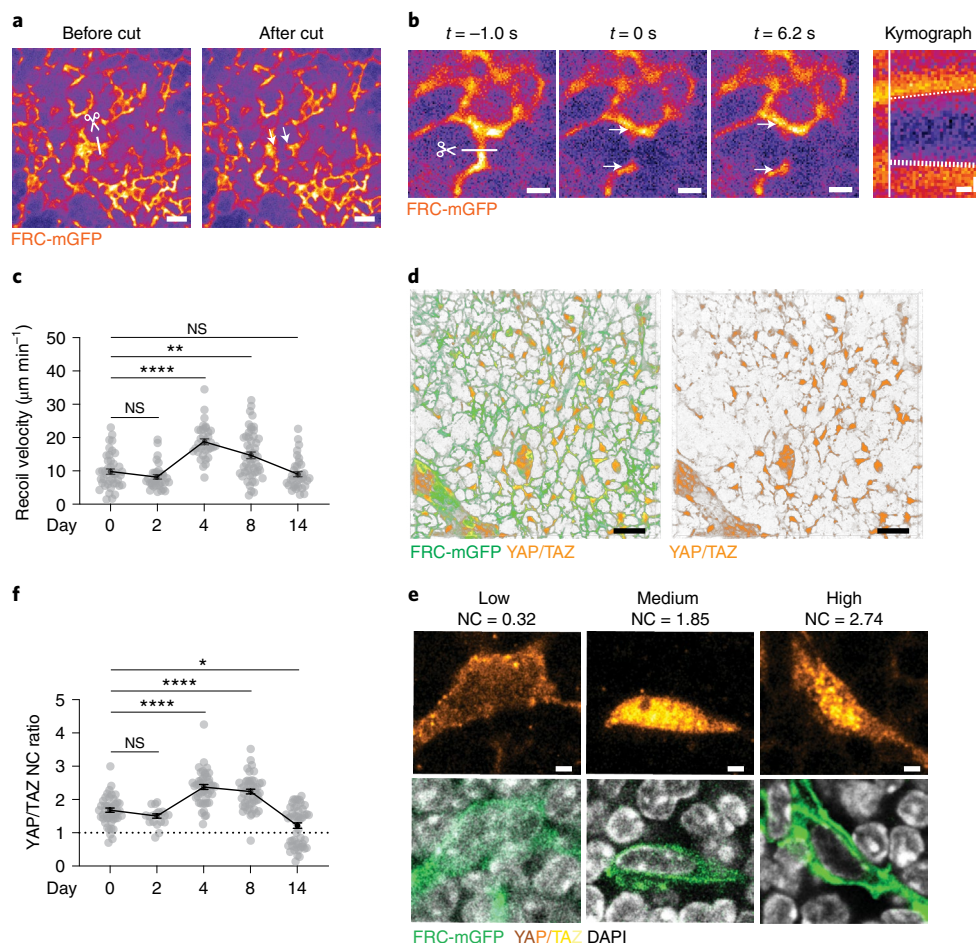 a
Before cut
After cut
FRC-mGFP
b
t = –1.0 s
t = 0 s
t = 6.2 s
Kymograph
FRC-mGFP
c
Recoil velocity (µm min⁻¹)
50
40
30
20
10
0
NS
**
****
NS
Day
0 2 4 8 14
d
FRC-mGFP YAP/TAZ
YAP/TAZ
f
YAP/TAZ NC ratio
5
4
3
2
1
0
*
****
****
NS
Day
0 2 4 8 14
e
Low
NC = 0.32
Medium
NC = 1.85
High
NC = 2.74
FRC-mGFP YAP/TAZ DAPI